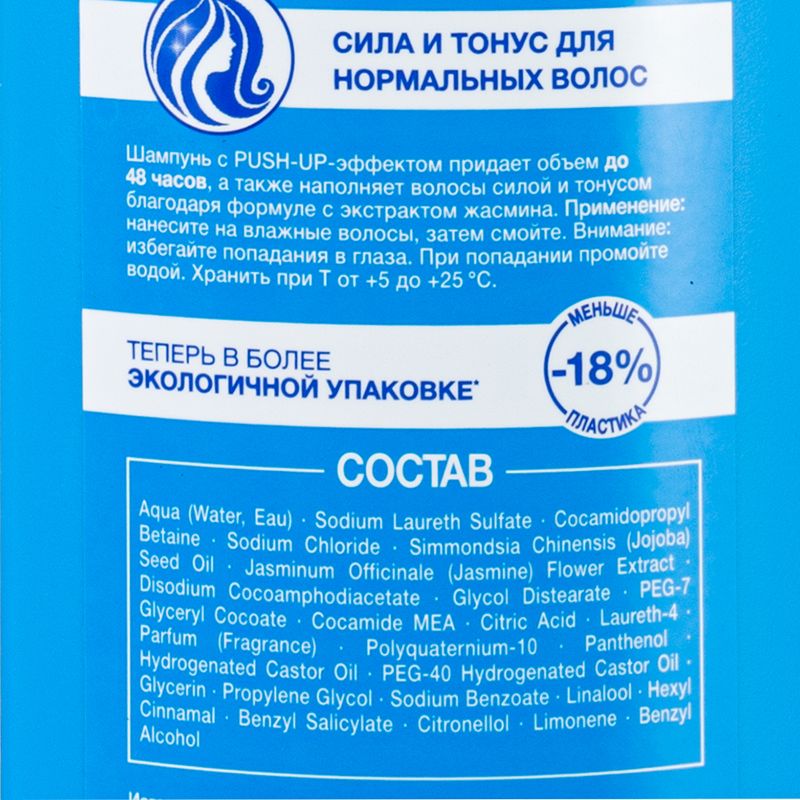 СИЛА И ТОНУС ДЛЯ
НОРМАЛЬНЫХ ВОЛОС
Шампунь с PUSH-UP-эффектом придает объем до
48 часов, а также наполняет волосы силой и тонусом
благодаря формуле с экстрактом жасмина. Применение:
нанесите на влажные волосы, затем смойте. Внимание:
избегайте попадания в глаза. При попадании промойте
водой. Хранить при Т от +5 до +25 °C.
ТЕПЕРЬ В БОЛЕЕ
ЭКОЛОГИЧНОЙ УПАКОВКЕ*
МЕНЬШЕ
-18%
ПЛАСТИКА
СОСТАВ
Aqua (Water, Eau) · Sodium Laureth Sulfate · Cocamidopropyl
Betaine · Sodium Chloride · Simmondsia Chinensis (Jojoba)
Seed Oil · Jasminum Officinale (Jasmine) Flower Extract ·
Disodium Cocoamphodiacetate · Glycol Distearate · PEG-7
Glyceryl Cocoate · Cocamide MEA · Citric Acid · Laureth-4 ·
Parfum (Fragrance) · Polyquaternium-10 · Panthenol ·
Hydrogenated Castor Oil · PEG-40 Hydrogenated Castor Oil ·
Glycerin · Propylene Glycol · Sodium Benzoate · Linalool · Hexyl
Cinnamal · Benzyl Salicylate · Citronellol · Limonene · Benzyl
Alcohol